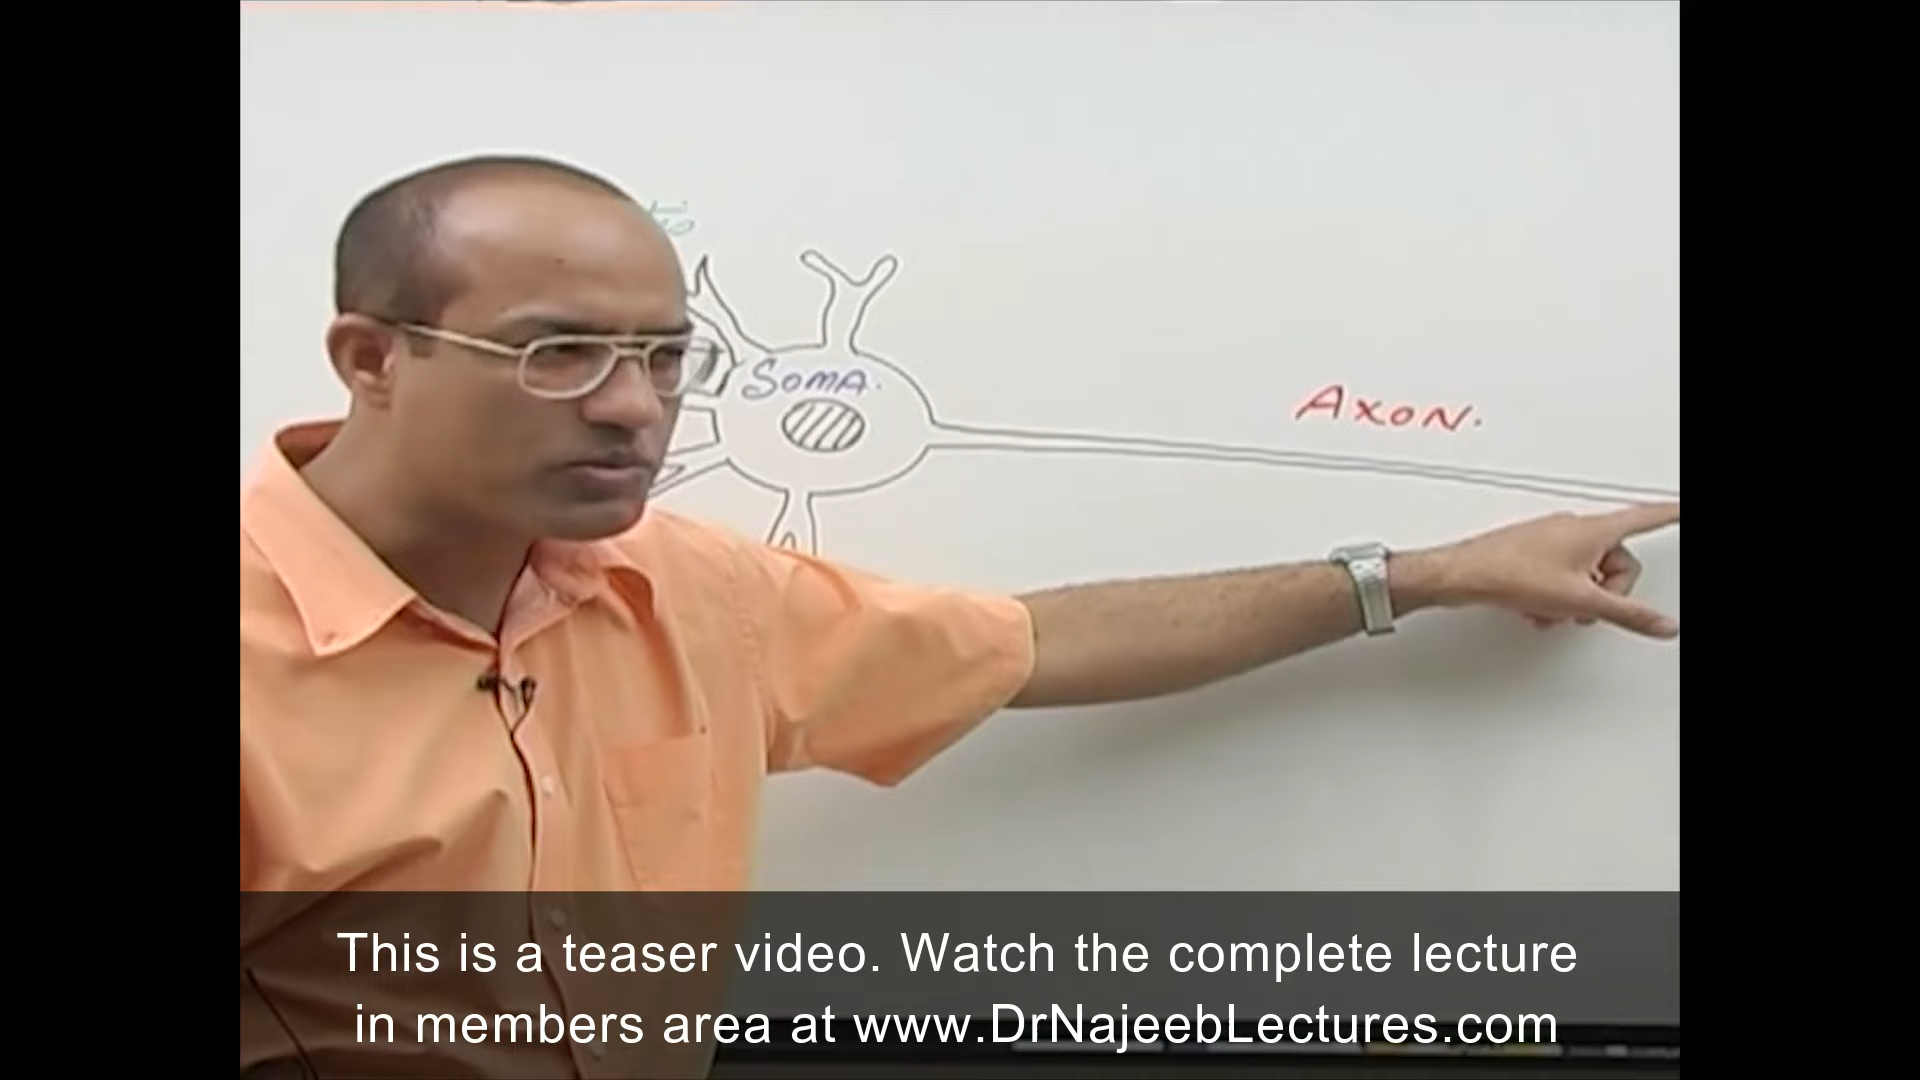 SOMA.
AXON.
This is a teaser video. Watch the complete lecture
in members area at www.DrNajeebLectures.com